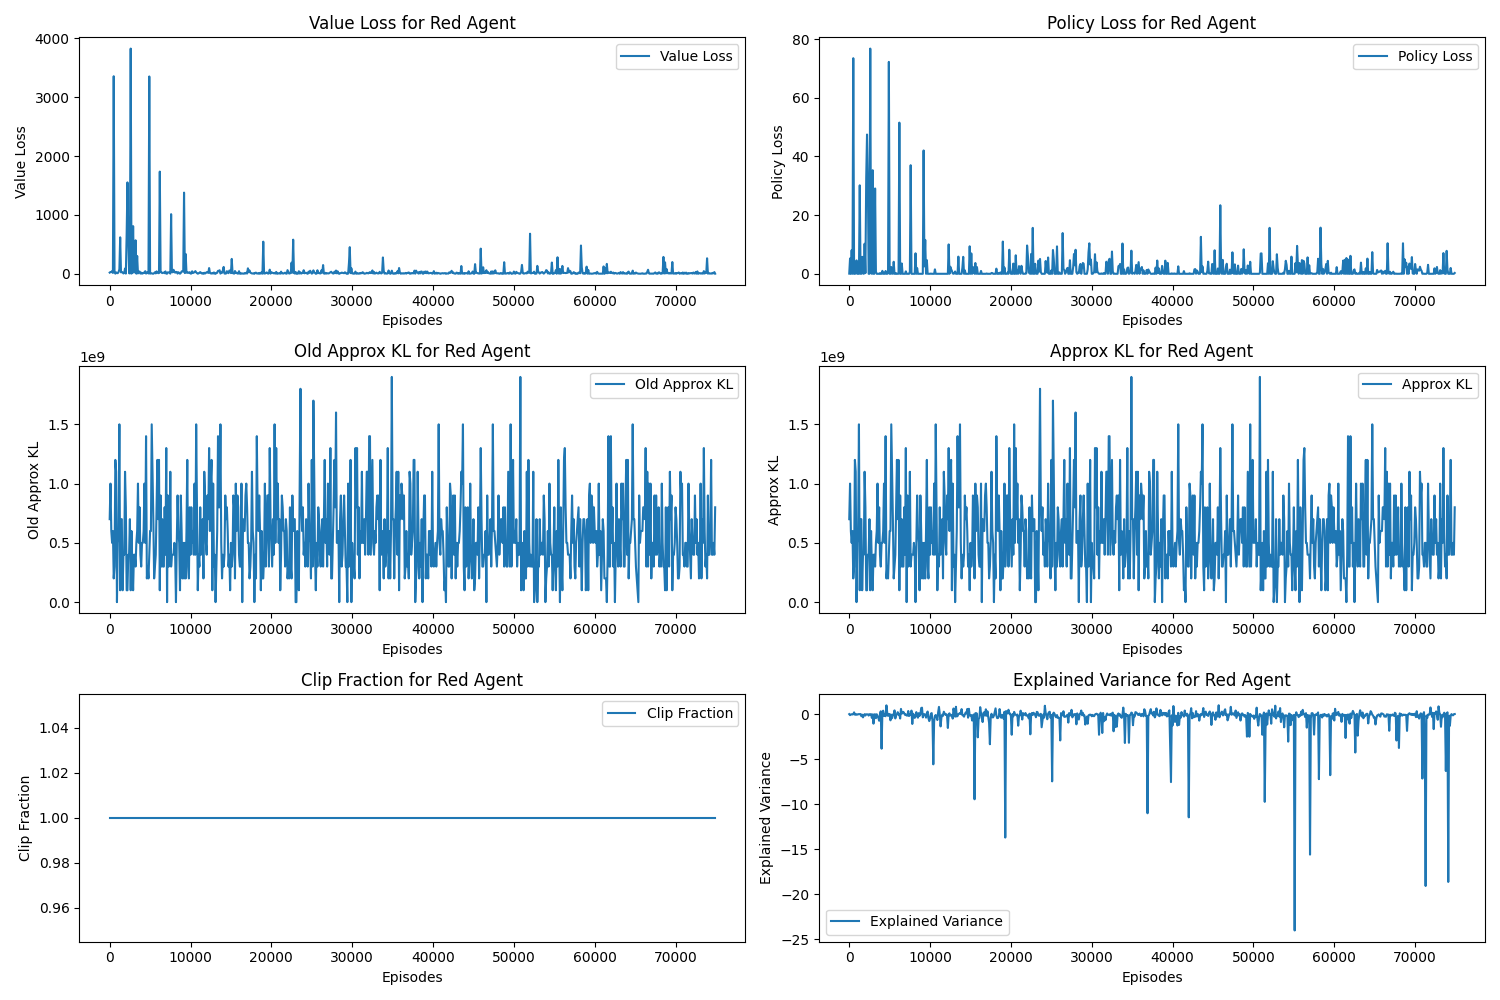 Value Loss for Red Agent
Value Loss
4000
3000
2000
1000
0
Value Loss
0 10000 20000 30000 40000 50000 60000 70000
Episodes
Policy Loss for Red Agent
Policy Loss
80
60
40
20
0
Policy Loss
0 10000 20000 30000 40000 50000 60000 70000
Episodes
Old Approx KL for Red Agent
1e9
Old Approx KL
1.5
1.0
0.5
0.0
Old Approx KL
0 10000 20000 30000 40000 50000 60000 70000
Episodes
Approx KL for Red Agent
1e9
Approx KL
1.5
1.0
0.5
0.0
Approx KL
0 10000 20000 30000 40000 50000 60000 70000
Episodes
Clip Fraction for Red Agent
Clip Fraction
1.04
1.02
1.00
0.98
0.96
Clip Fraction
0 10000 20000 30000 40000 50000 60000 70000
Episodes
Explained Variance for Red Agent
0
−5
−10
−15
−20
−25
Explained Variance
Explained Variance
0 10000 20000 30000 40000 50000 60000 70000
Episodes